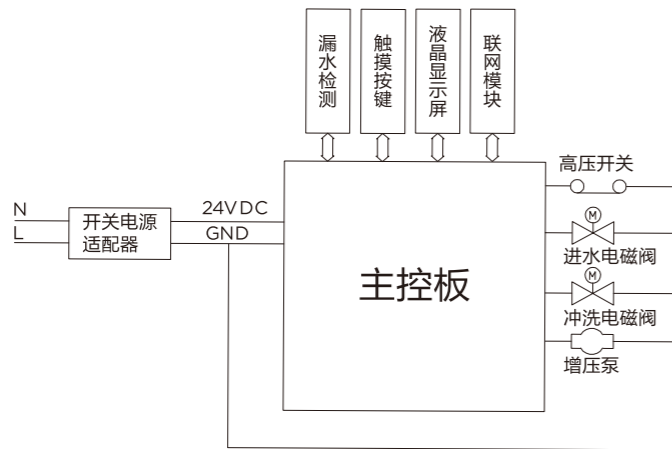 漏水检测
触摸按键
液晶显示屏
联网模块
高压开关
N
24VDC
开关电源
L
GND
适配器
主控板
M
进水电磁阀
M
冲洗电磁阀
增压泵